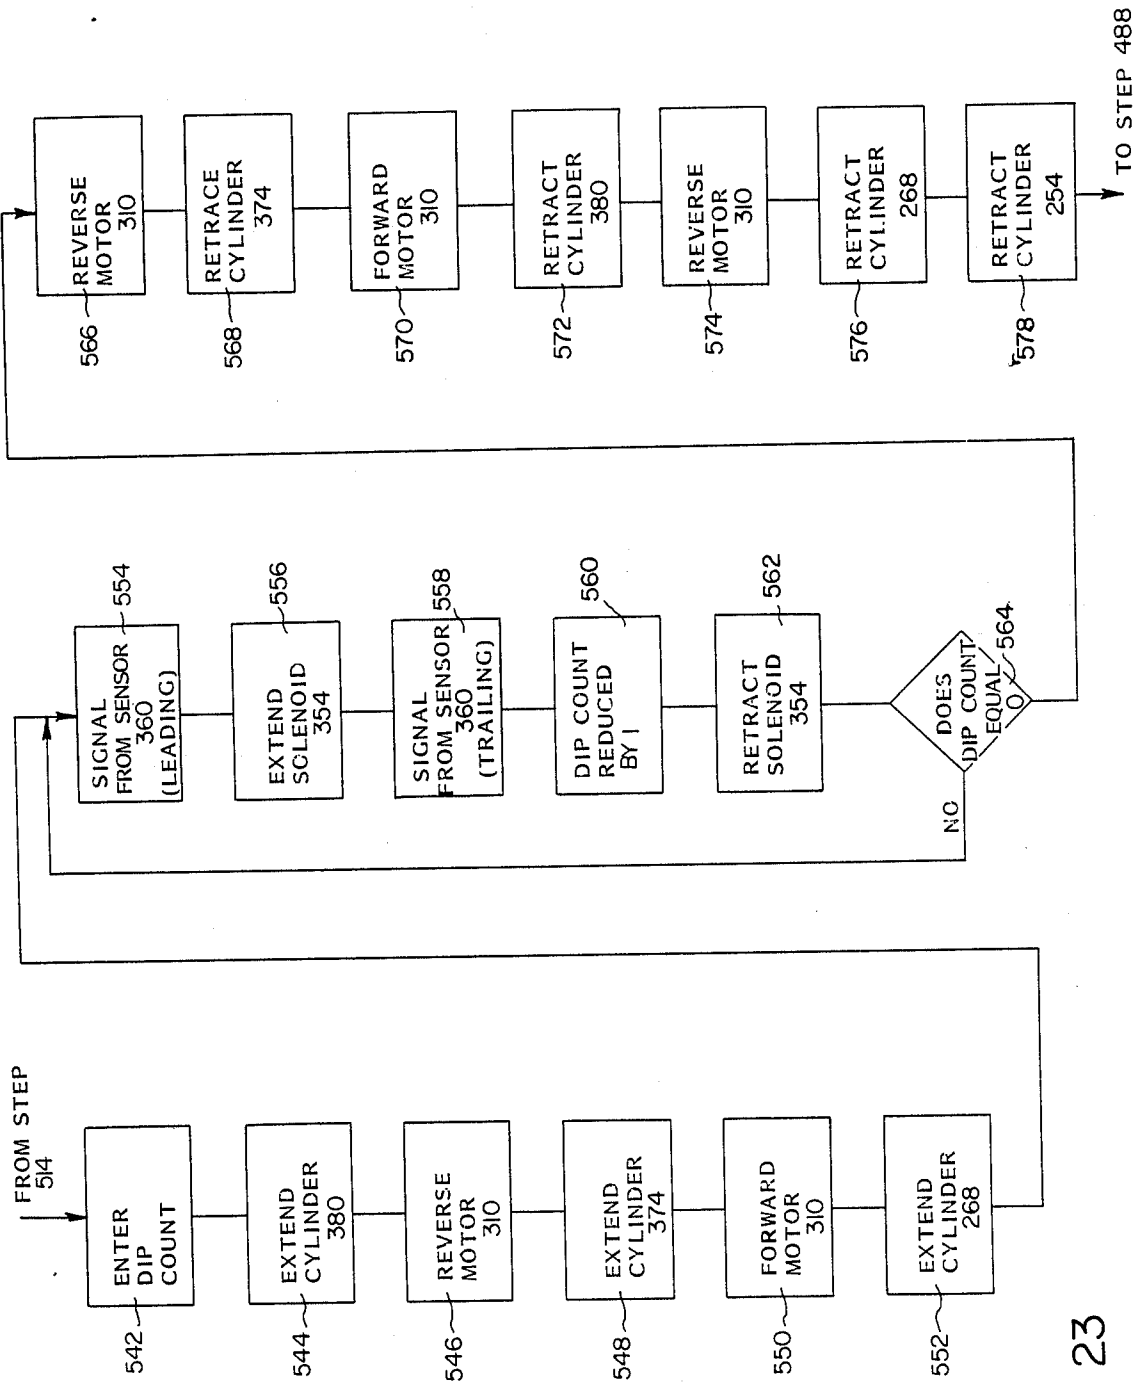 FROM STEP
514
ENTER
DIP
COUNT
542
EXTEND
CYLINDER
380
544
REVERSE
MOTOR
310
546
EXTEND
CYLINDER
374
548
FORWARD
MOTOR
310
550
EXTEND
CYLINDER
268
552
SIGNAL
FROM SENSOR
360
(LEADING)
554
EXTEND
SOLENOID
354
556
SIGNAL
FROM SENSOR
360
(TRAILING)
558
DIP COUNT
REDUCED
BY 1
560
RETRACT
SOLENOID
354
562
DOES
DIP COUNT
EQUAL
0
564
NO
REVERSE
MOTOR
310
566
RETRACE
CYLINDER
374
568
FORWARD
MOTOR
310
570
RETRACT
CYLINDER
380
572
REVERSE
MOTOR
310
574
RETRACT
CYLINDER
268
576
RETRACT
CYLINDER
254
578
TO STEP 488
23